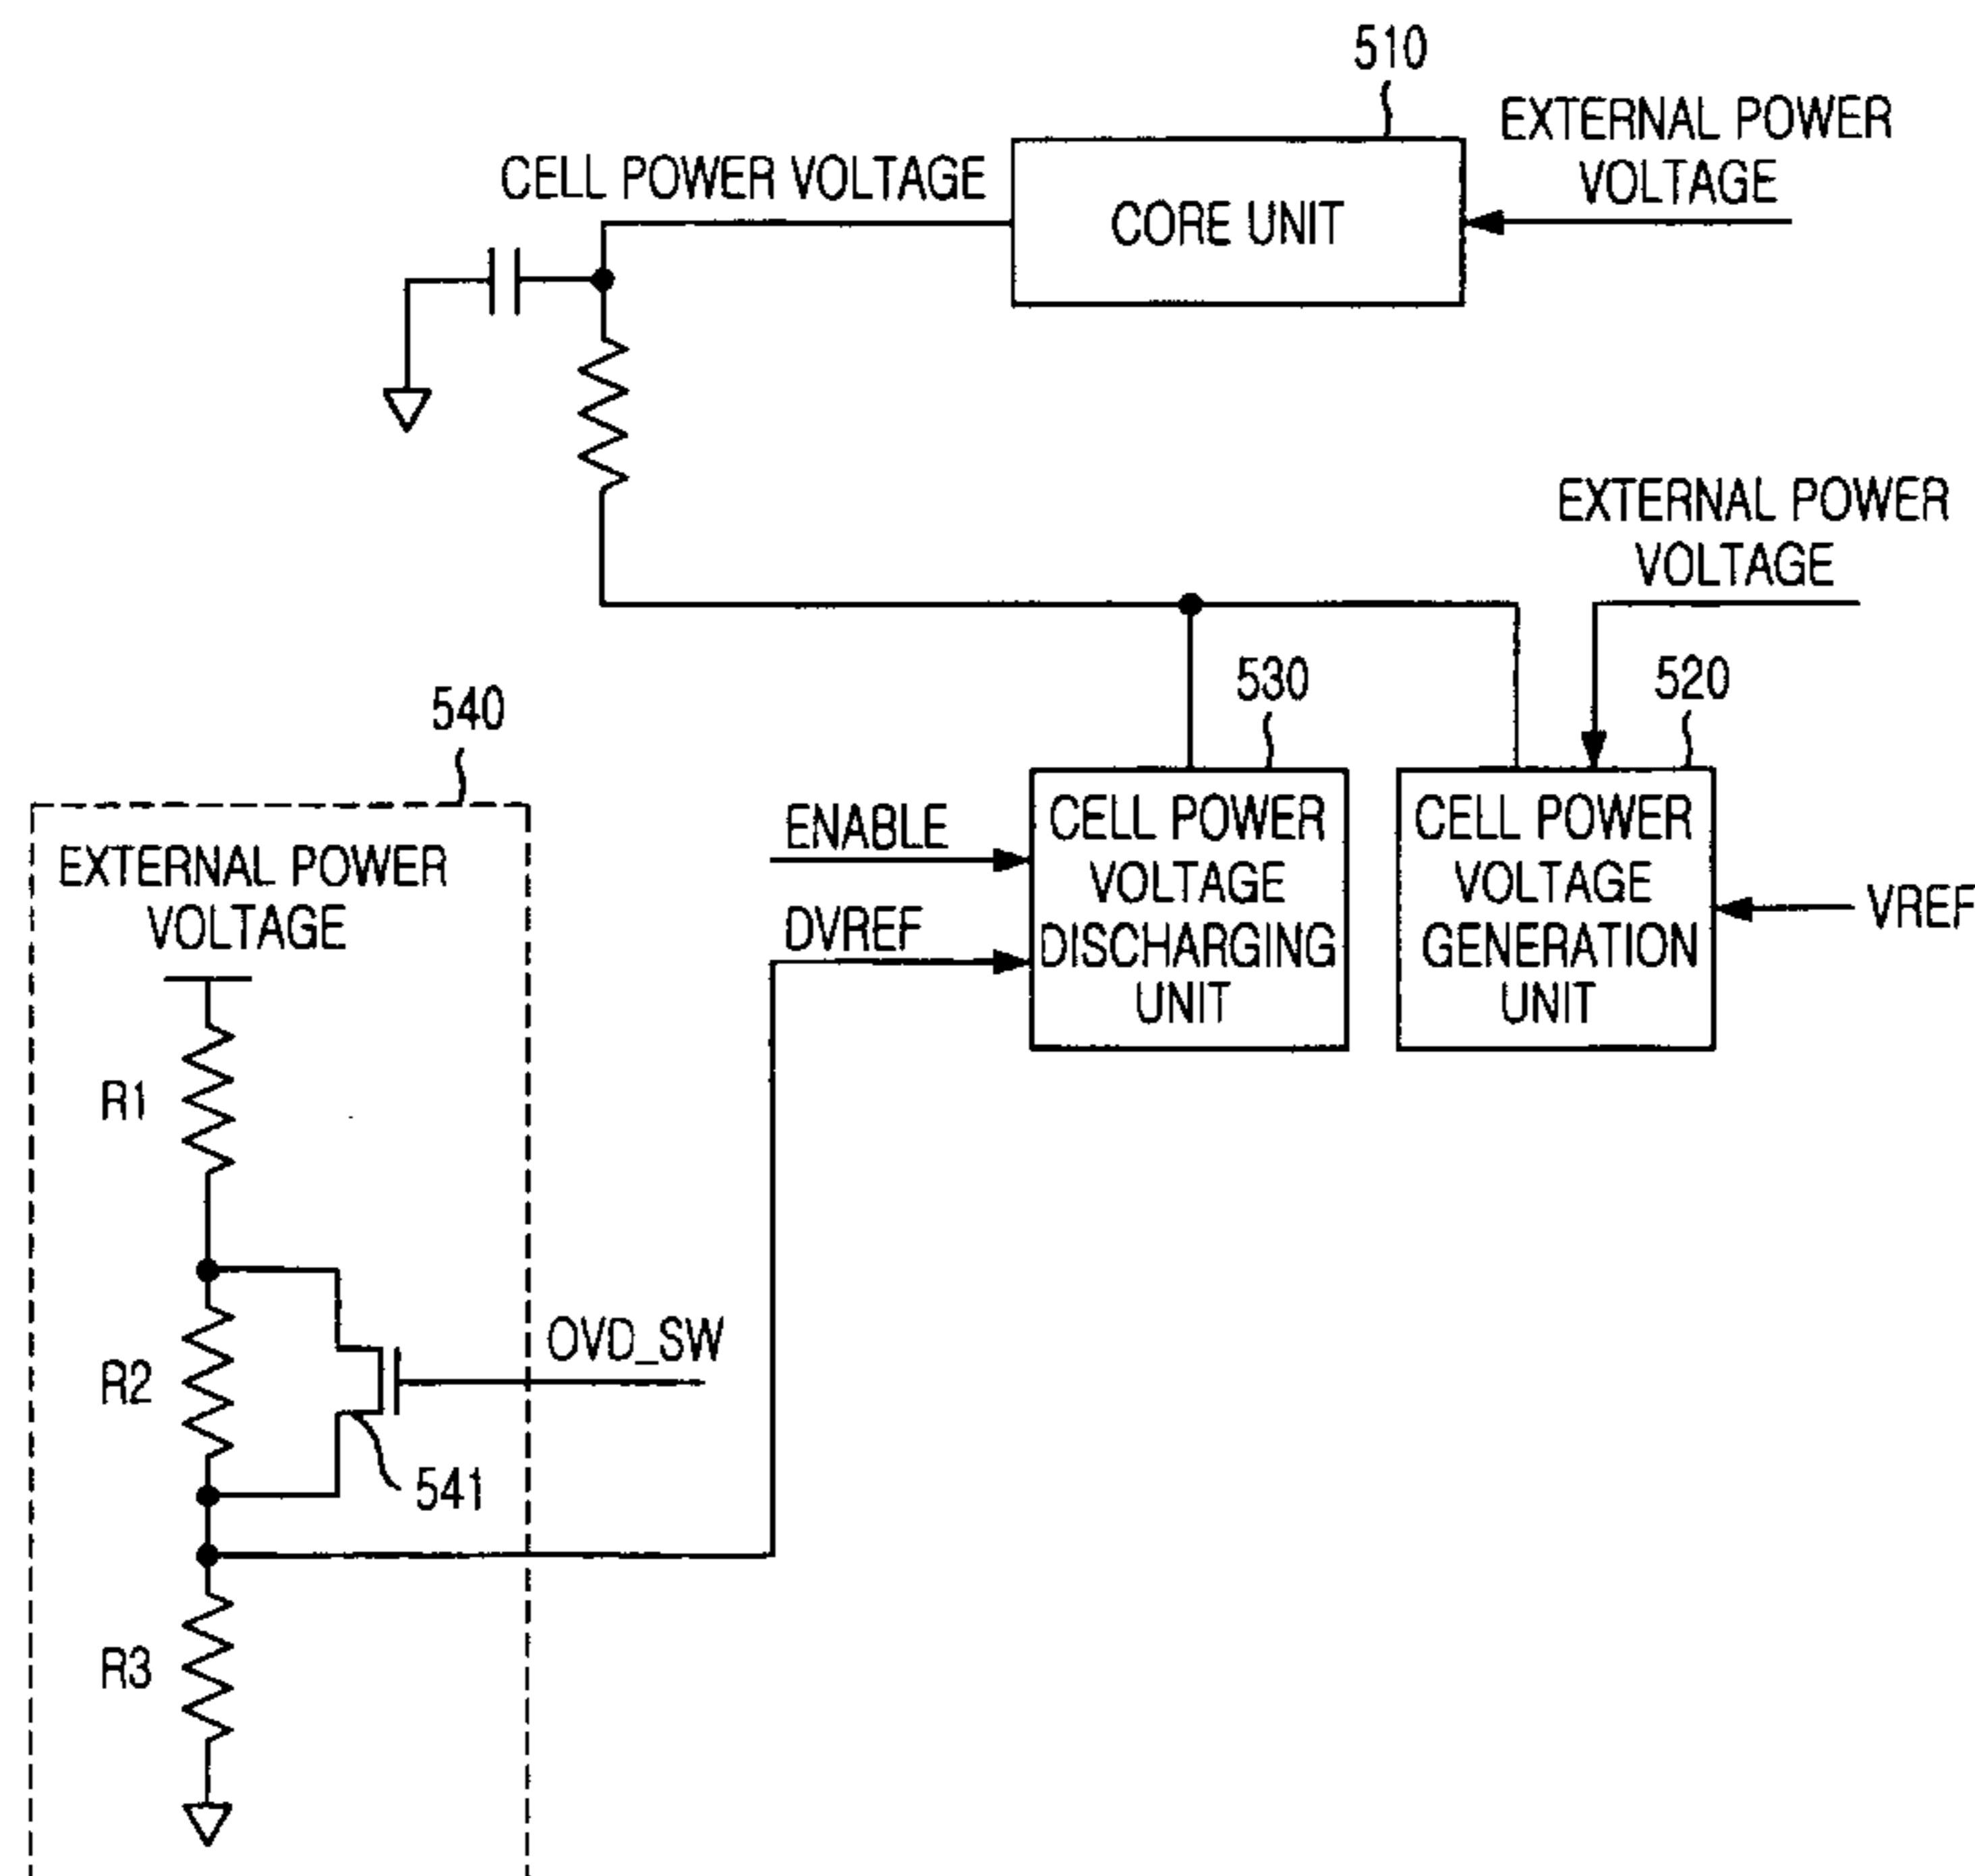 510
EXTERNAL POWER
VOLTAGE
CELL POWER VOLTAGE
CORE UNIT
EXTERNAL POWER
VOLTAGE
530
520
540
ENABLE
DVREF
CELL POWER
VOLTAGE
DISCHARGING
UNIT
CELL POWER
VOLTAGE
GENERATION
UNIT
VREF
EXTERNAL POWER
VOLTAGE
R1
R2
OVD_SW
541
R3